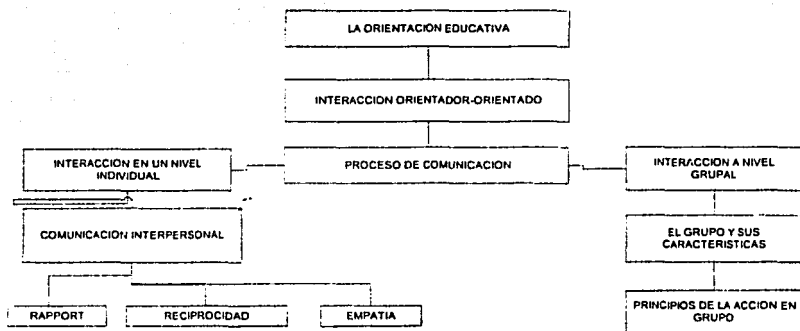 LA ORIENTACION EDUCATIVA
INTERACCION ORIENTADOR-ORIENTADO
INTERACCION EN UN NIVEL
INDIVIDUAL
PROCESO DE COMUNICACION
INTERACCION A NIVEL
GRUPAL
COMUNICACION INTERPERSONAL
EL GRUPO Y SUS
CARACTERISTICAS
RAPPORT
RECIPROCIDAD
EMPATIA
PRINCIPIOS DE LA ACCION EN
GRUPO